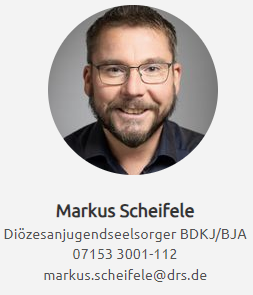 Markus Scheifele
Diözesanjugendseelsorger BDKJ/BJA
07153 3001-112
markus.scheifele@drs.de